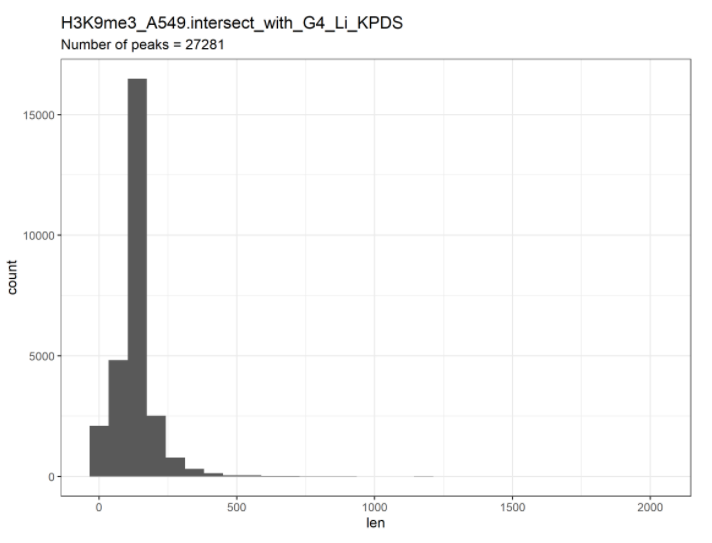 H3K9me3_A549.intersect_with_G4_Li_KPDS
Number of peaks = 27281
15000
10000
5000
0
count
0 500 1000 1500 2000
len